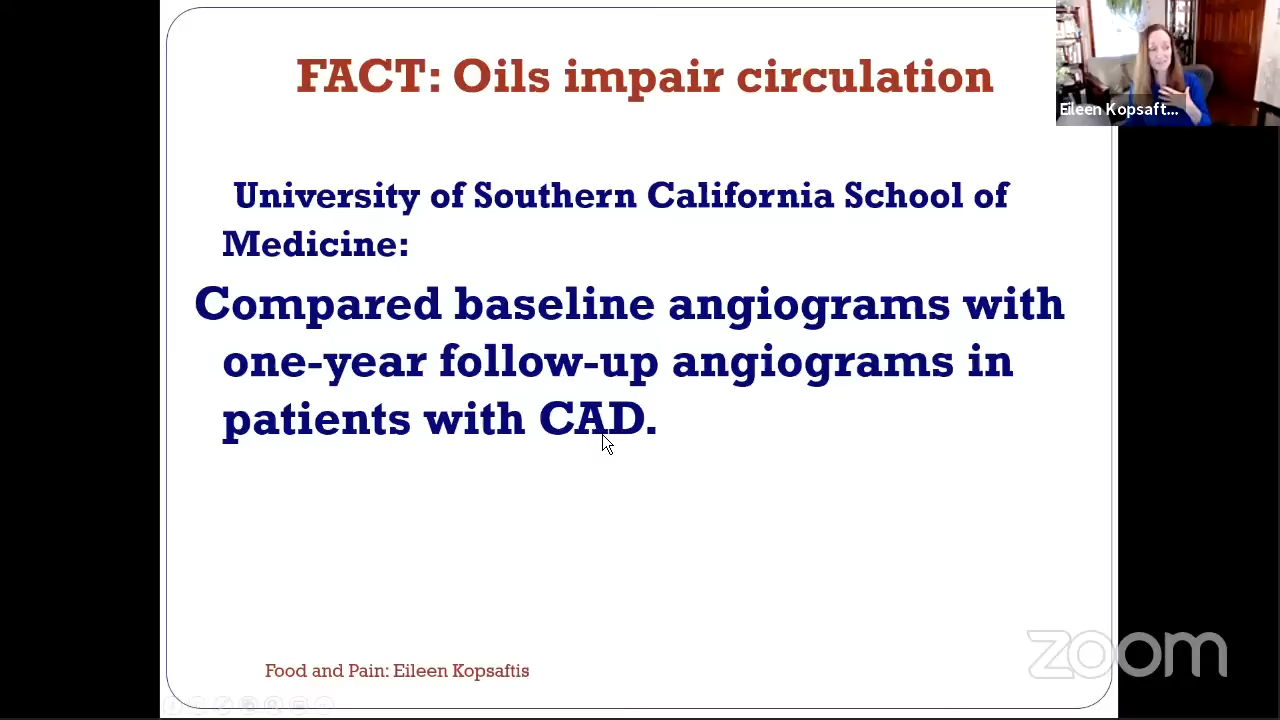 FACT: Oils impair circulation
Eileen Kopsaft...
University of Southern California School of
Medicine:
Compared baseline angiograms with
one-year follow-up angiograms in
patients with CAD.
Food and Pain: Eileen Kopsaftis
zoom